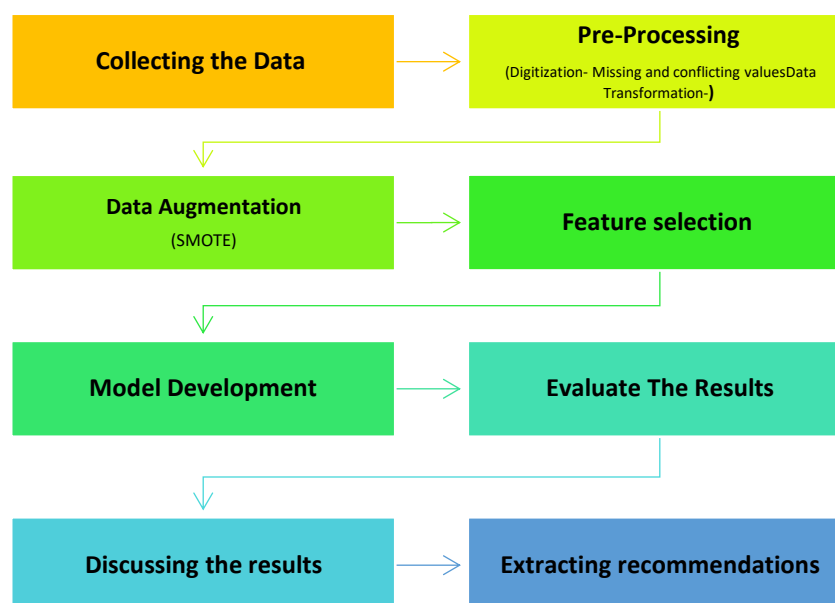 Collecting the Data
Pre-Processing
(Digitization- Missing and conflicting valuesData
Transformation-)
Data Augmentation
(SMOTE)
Feature selection
Model Development
Evaluate The Results
Discussing the results
Extracting recommendations